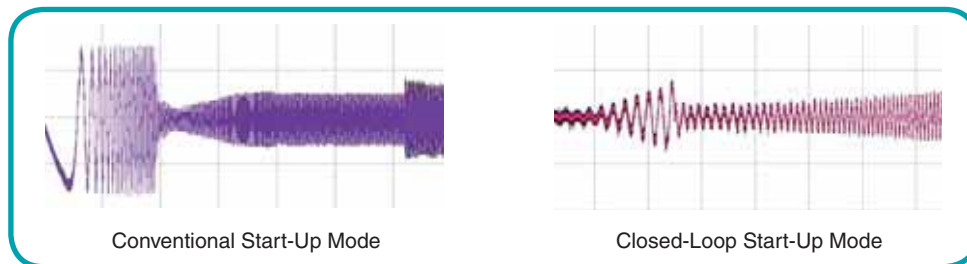 Conventional Start-Up Mode
Closed-Loop Start-Up Mode